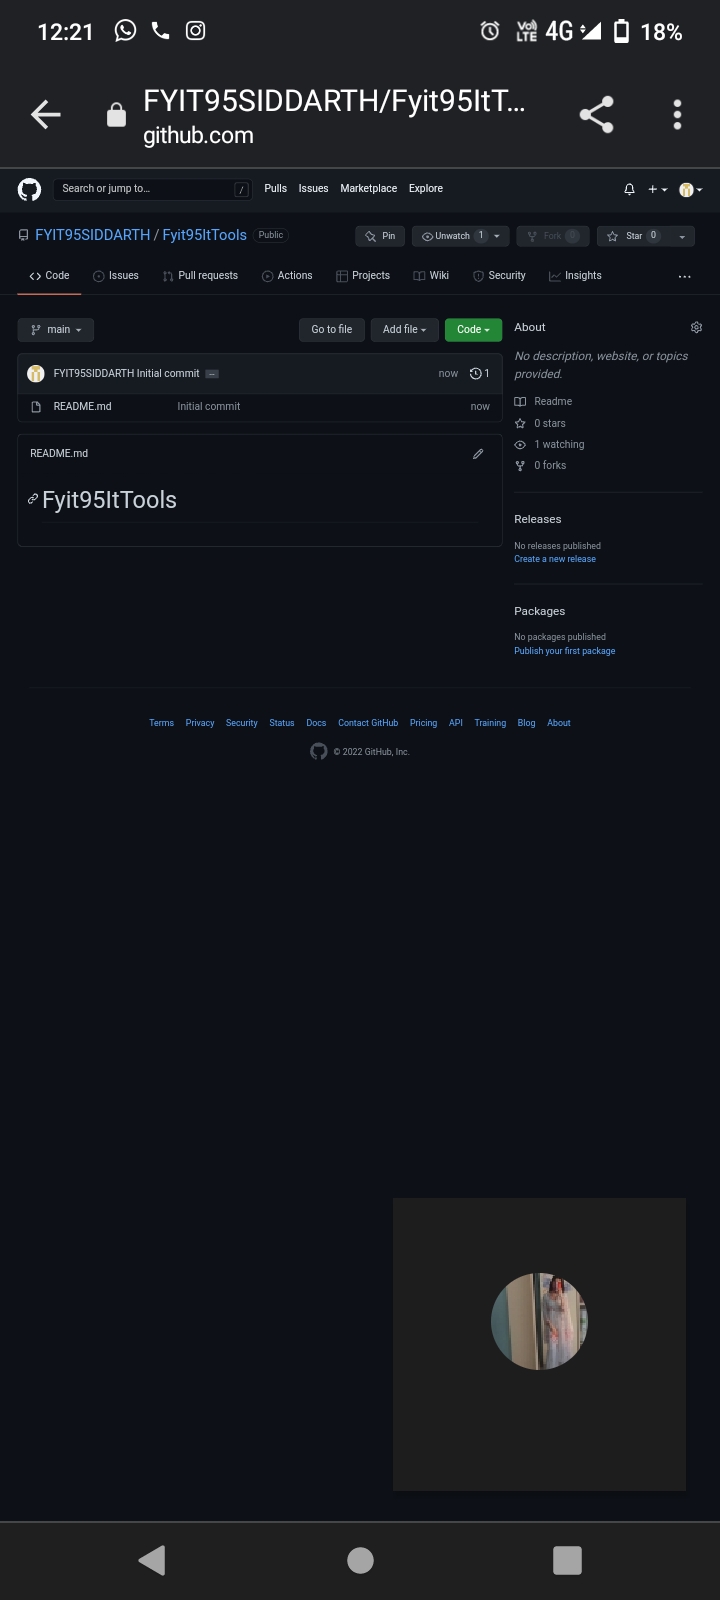 12:21 Vo) LTE 4G 18%
FYIT95SIDDARTH/Fyit95ItT...
github.com
Search or jump to... / Pulls Issues Marketplace Explore
FYIT95SIDDARTH / Fyit95ItTools Public Pin Unwatch 1 Fork 0 Star 0
Code Issues Pull requests Actions Projects Wiki Security Insights ...
main Go to file Add file Code
FYIT95SIDDARTH Initial commit ... now 1
README.md Initial commit now
README.md
Fyit95ItTools
About
No description, website, or topics
provided.
Readme
0 stars
1 watching
0 forks
Releases
No releases published
Create a new release
Packages
No packages published
Publish your first package
Terms Privacy Security Status Docs Contact GitHub Pricing API Training Blog About
© 2022 GitHub, Inc.